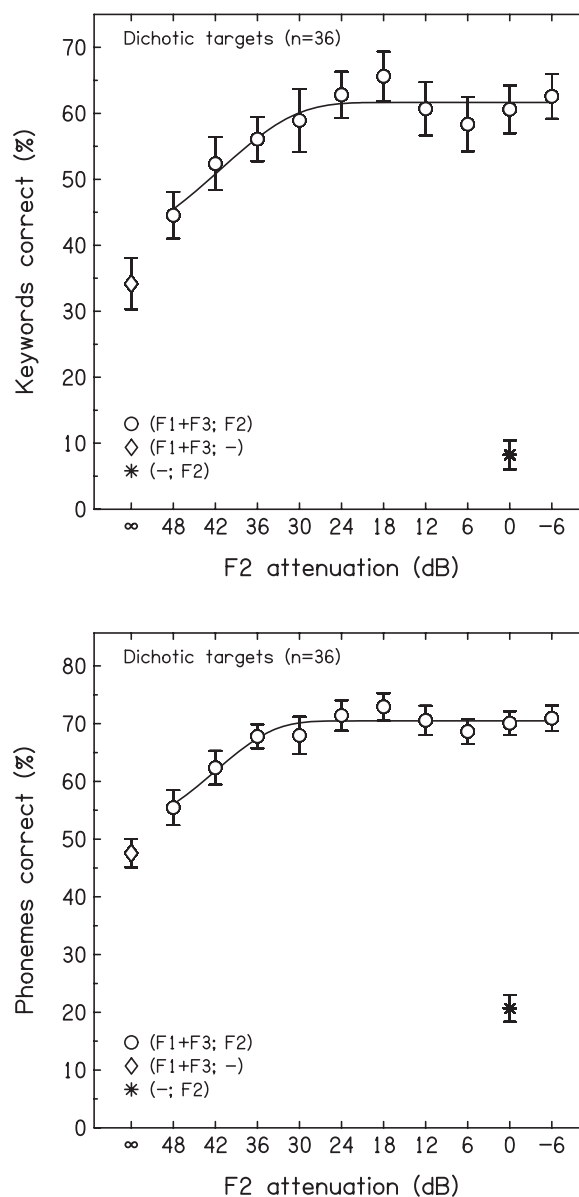 Dichotic targets (n=36)
70
60
50
40
30
20
10
0
Keywords correct (%)
○ (F1+F3; F2)
◇ (F1+F3; –)
✳ (–; F2)
∞ 48 42 36 30 24 18 12 6 0 −6
F2 attenuation (dB)
Dichotic targets (n=36)
80
70
60
50
40
30
20
10
0
Phonemes correct (%)
○ (F1+F3; F2)
◇ (F1+F3; –)
✳ (–; F2)
∞ 48 42 36 30 24 18 12 6 0 −6
F2 attenuation (dB)